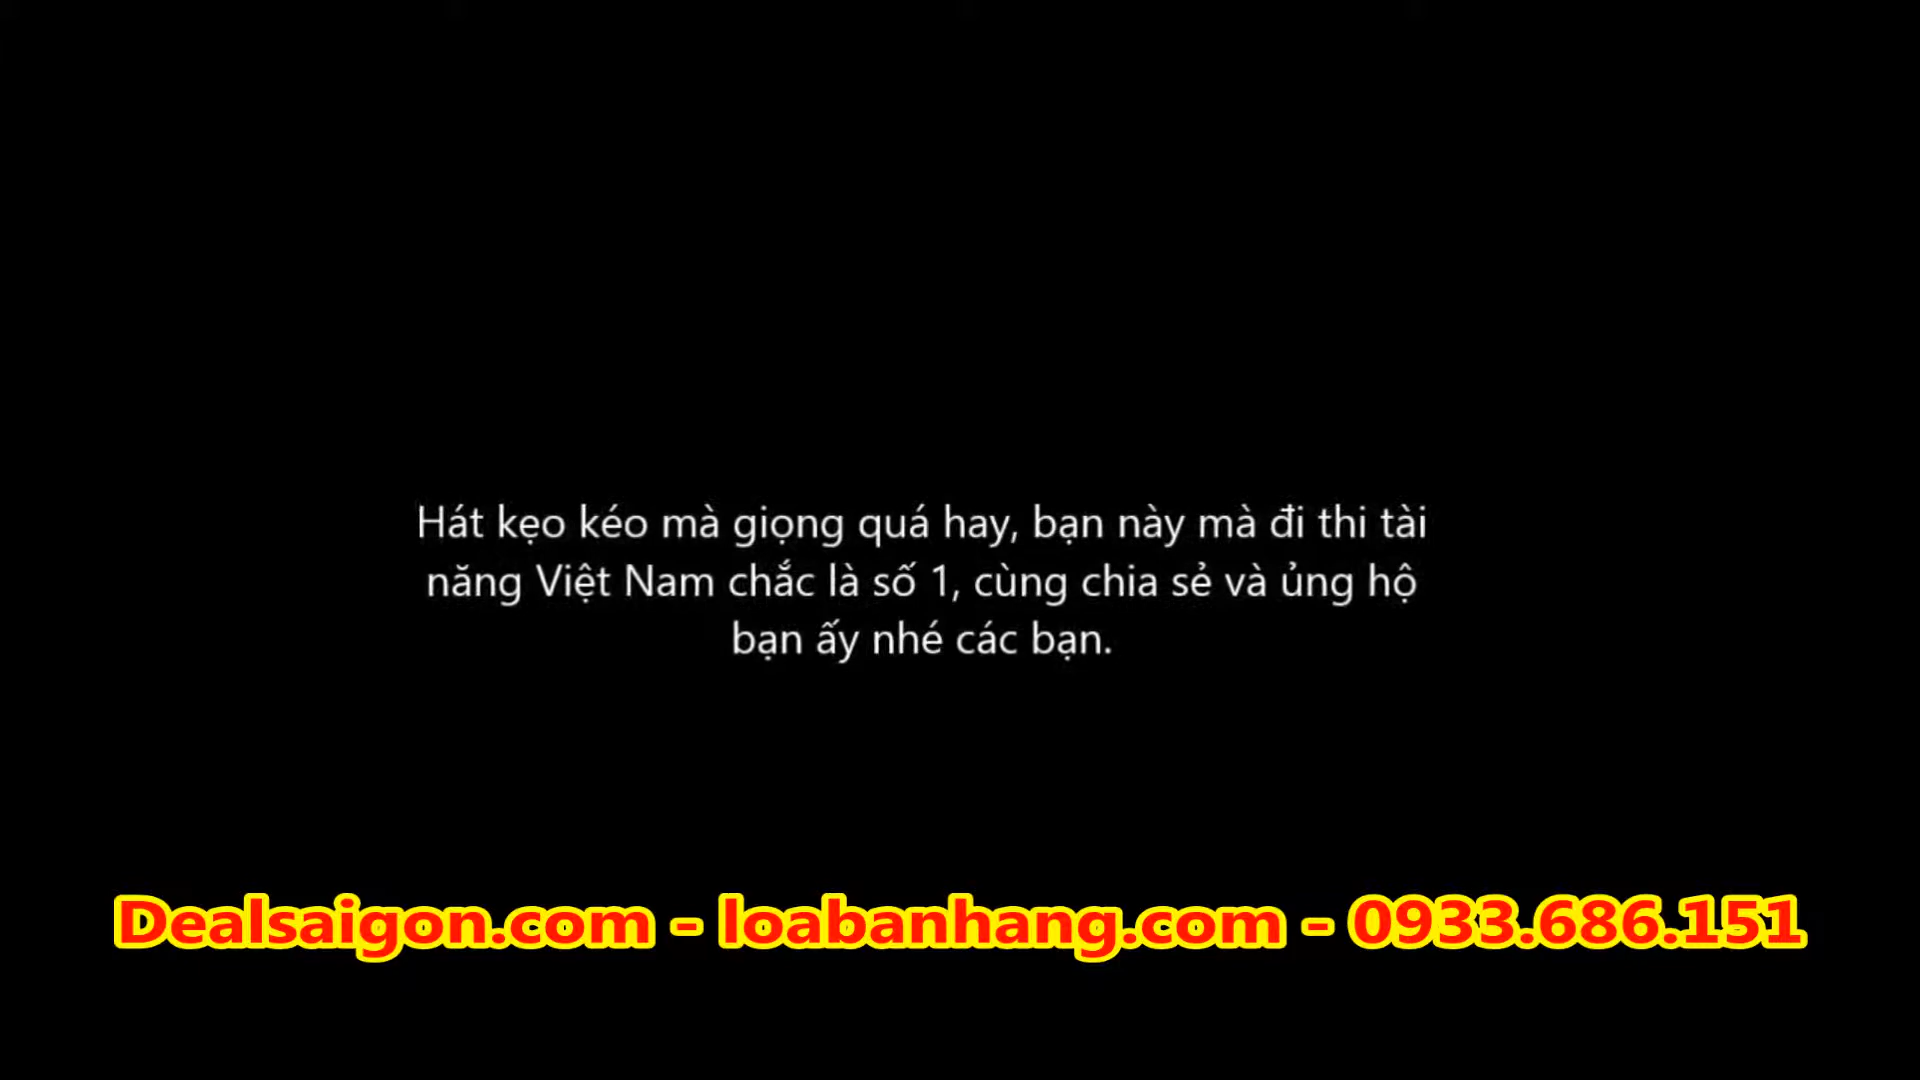 Hát kẹo kéo mà giọng quá hay, bạn này mà đi thi tài
năng Việt Nam chắc là số 1, cùng chia sẻ và ủng hộ
bạn ấy nhé các bạn.
Dealsaigon.com - loabanhang.com - 0933.686.151